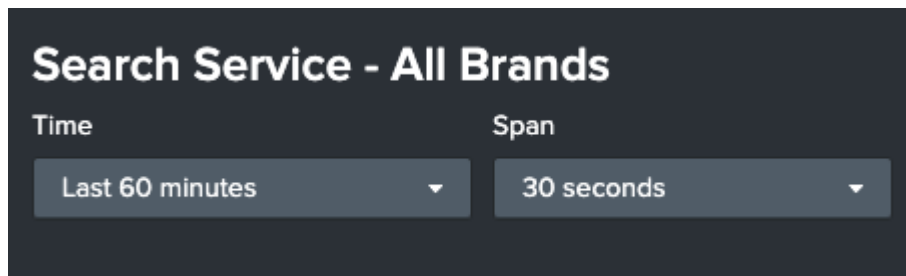 Search Service - All Brands
Time Span
Last 60 minutes 30 seconds